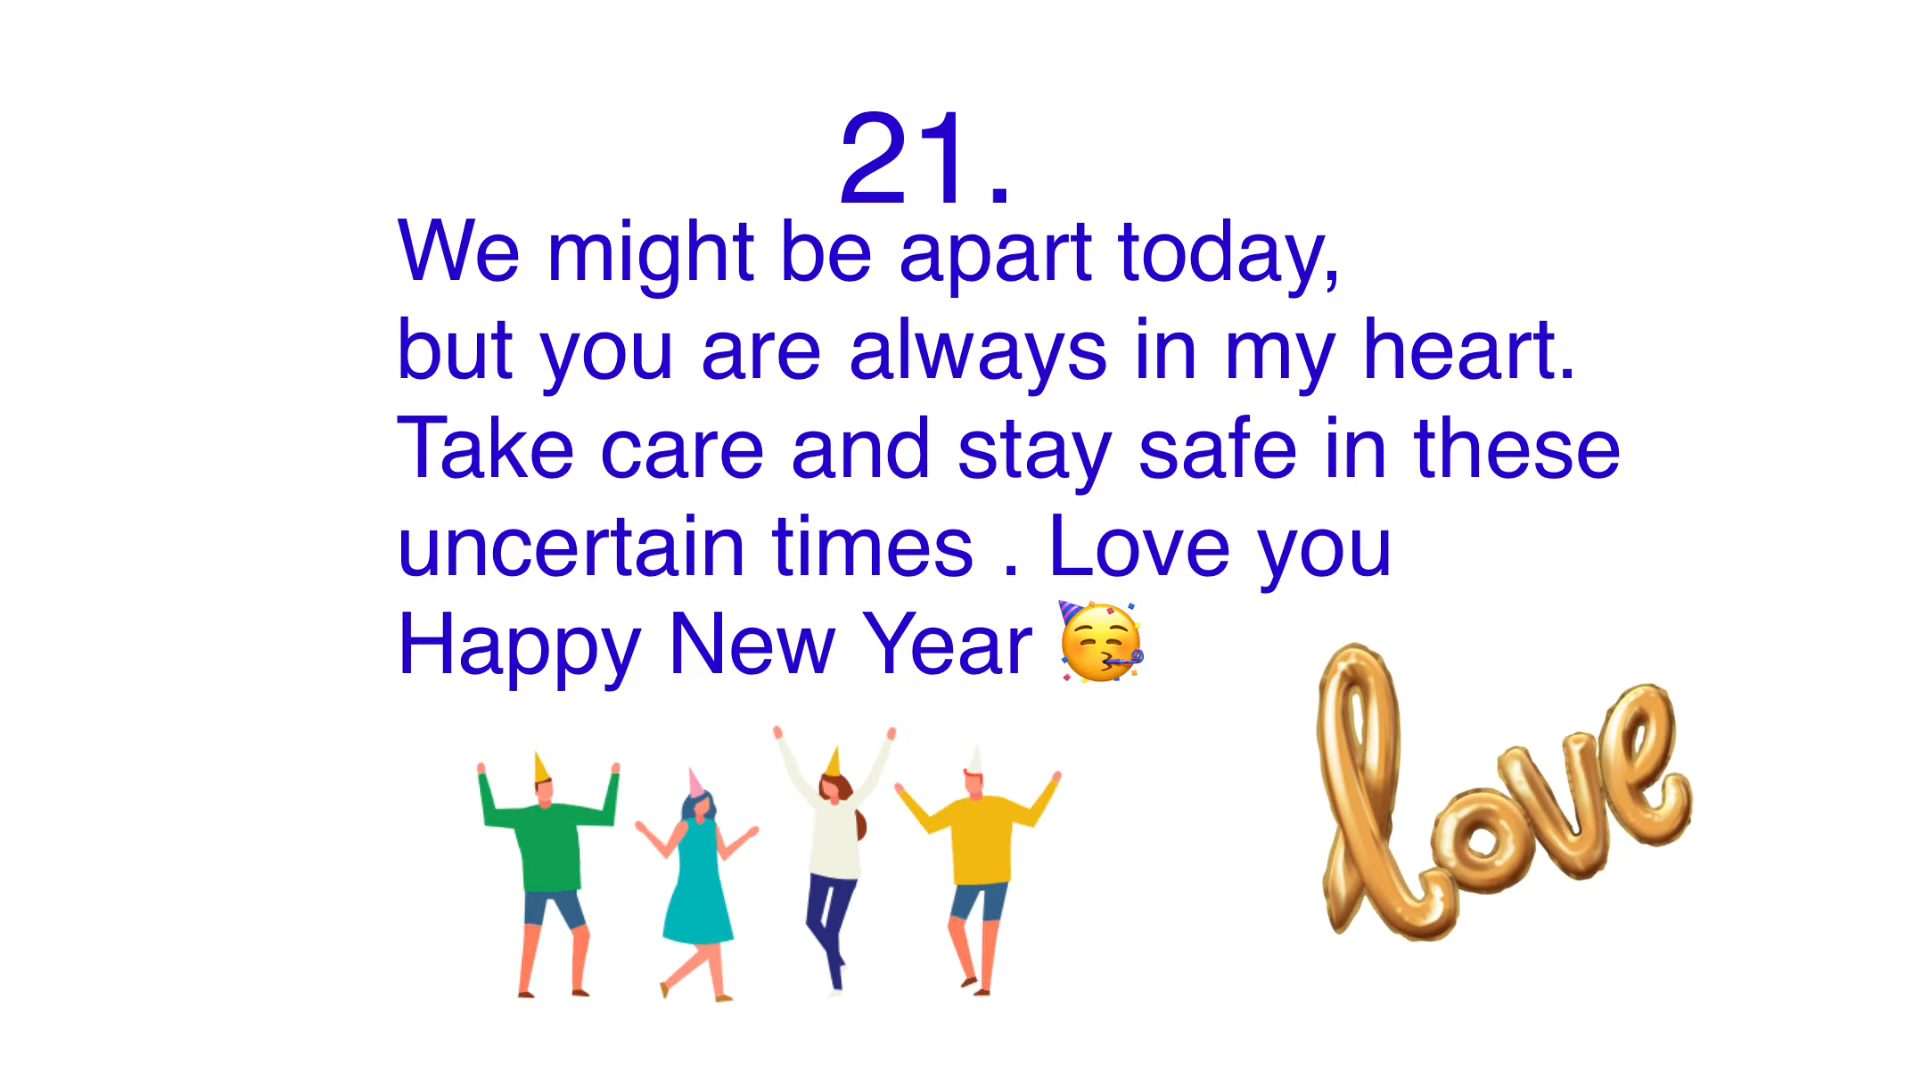 21.
We might be apart today,
but you are always in my heart.
Take care and stay safe in these
uncertain times . Love you
Happy New Year 🥳
love